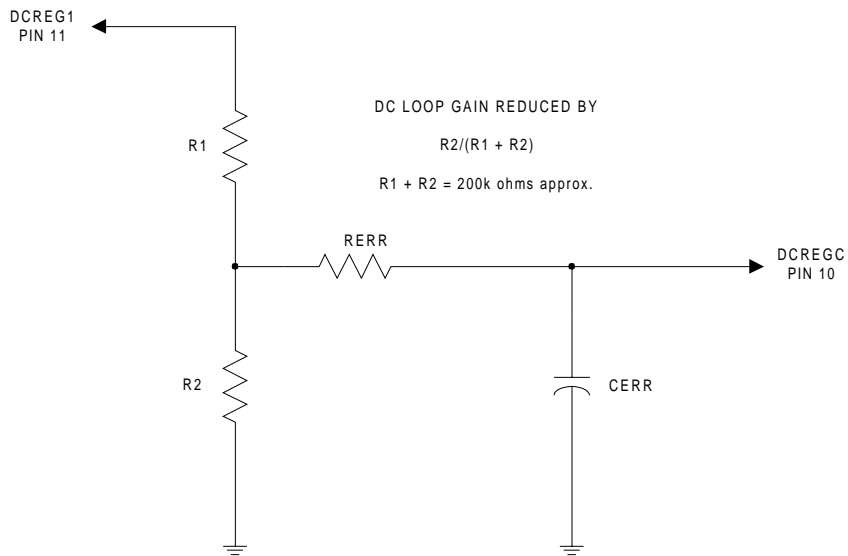 DCREG1
PIN 11
DC LOOP GAIN REDUCED BY
R1
R2/(R1 + R2)
R1 + R2 = 200k ohms approx.
RERR
DCREGC
PIN 10
R2
CERR